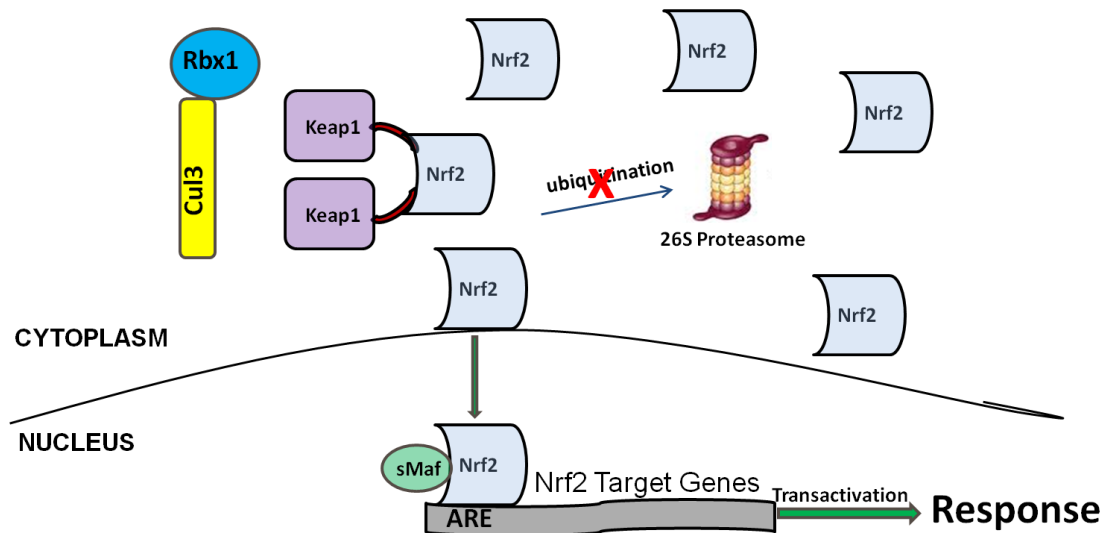 Rbx1
Cul3
Keap1
Keap1
Nrf2
Nrf2
Nrf2
Nrf2
ubiquitination
X
26S Proteasome
Nrf2
Nrf2
CYTOPLASM
NUCLEUS
sMaf
Nrf2
Nrf2 Target Genes
ARE
Transactivation
Response